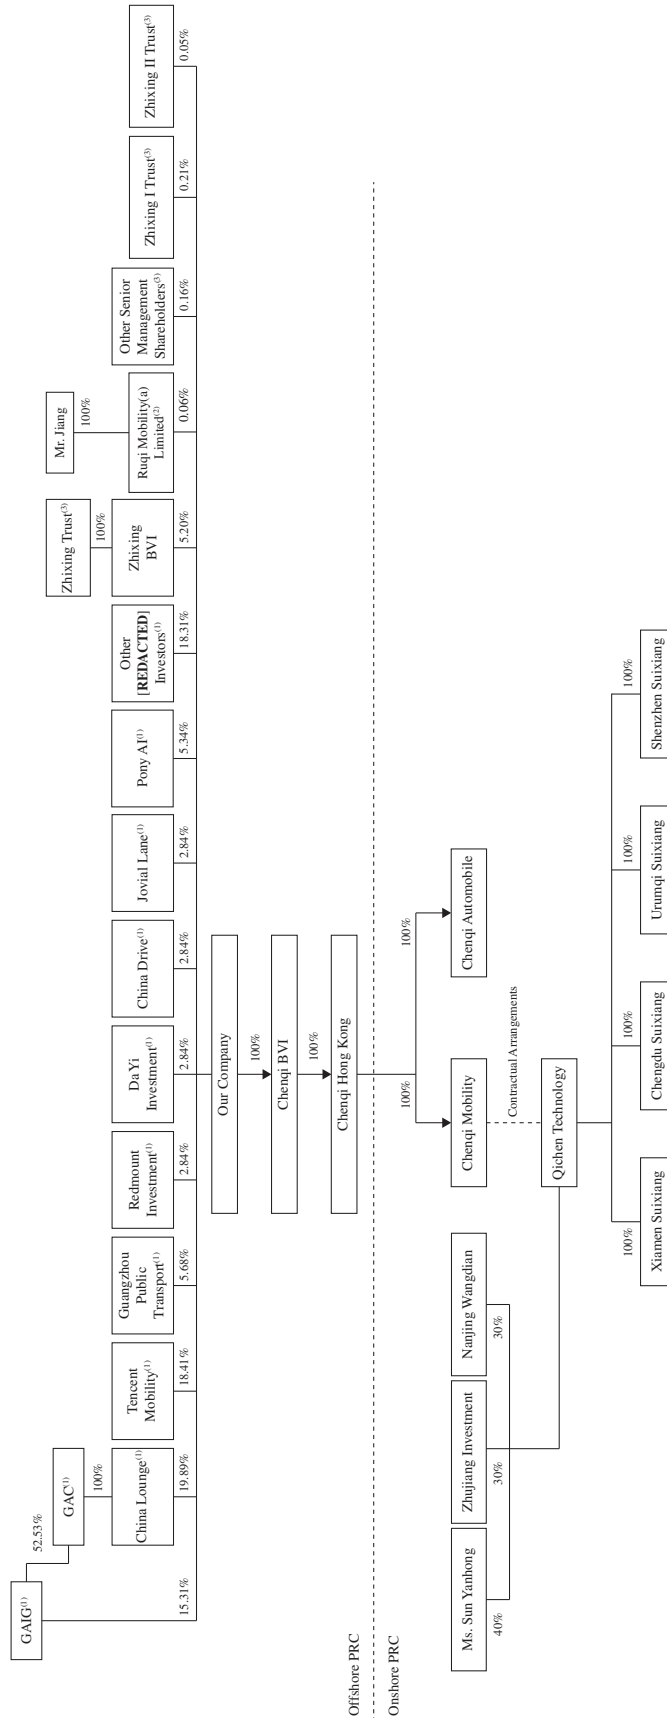 GAIG(1)
52.53%
GAC(1)
100%
Zhixing Trust(3)
100%
Mr. Jiang
100%
China Lounge(1)
Tencent
Mobility(1)
Guangzhou
Public
Transport(1)
Redmount
Investment(1)
Da Yi
Investment(1)
China Drive(1)
Jovial Lane(1)
Pony AI(1)
Other
[REDACTED]
Investors(1)
Zhixing
BVI
Ruqi Mobility(a)
Limited(2)
Other Senior
Management
Shareholders(3)
Zhixing I Trust(3)
Zhixing II Trust(3)
15.31%
19.89%
18.41%
5.68%
2.84%
2.84%
2.84%
2.84%
5.34%
18.31%
5.20%
0.06%
0.16%
0.21%
0.05%
Our Company
100%
Chenqi BVI
100%
Chenqi Hong Kong
Offshore PRC
Onshore PRC
100%
100%
Ms. Sun Yanhong
Zhujiang Investment
Nanjing Wangdian
Chenqi Mobility
Chenqi Automobile
40%
30%
30%
Contractual Arrangements
Qichen Technology
100%
100%
100%
100%
Xiamen Suixiang
Chengdu Suixiang
Urumqi Suixiang
Shenzhen Suixiang